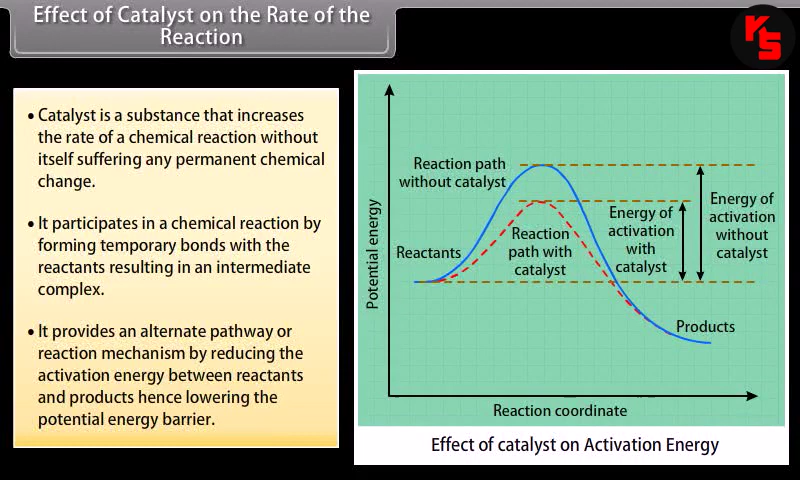 Effect of Catalyst on the Rate of the
Reaction
KS
• Catalyst is a substance that increases
the rate of a chemical reaction without
itself suffering any permanent chemical
change.
• It participates in a chemical reaction by
forming temporary bonds with the
reactants resulting in an intermediate
complex.
• It provides an alternate pathway or
reaction mechanism by reducing the
activation energy between reactants
and products hence lowering the
potential energy barrier.
Potential energy
Reaction path
without catalyst
Reactants
Reaction
path with
catalyst
Energy of
activation
with
catalyst
Energy of
activation
without
catalyst
Products
Reaction coordinate
Effect of catalyst on Activation Energy